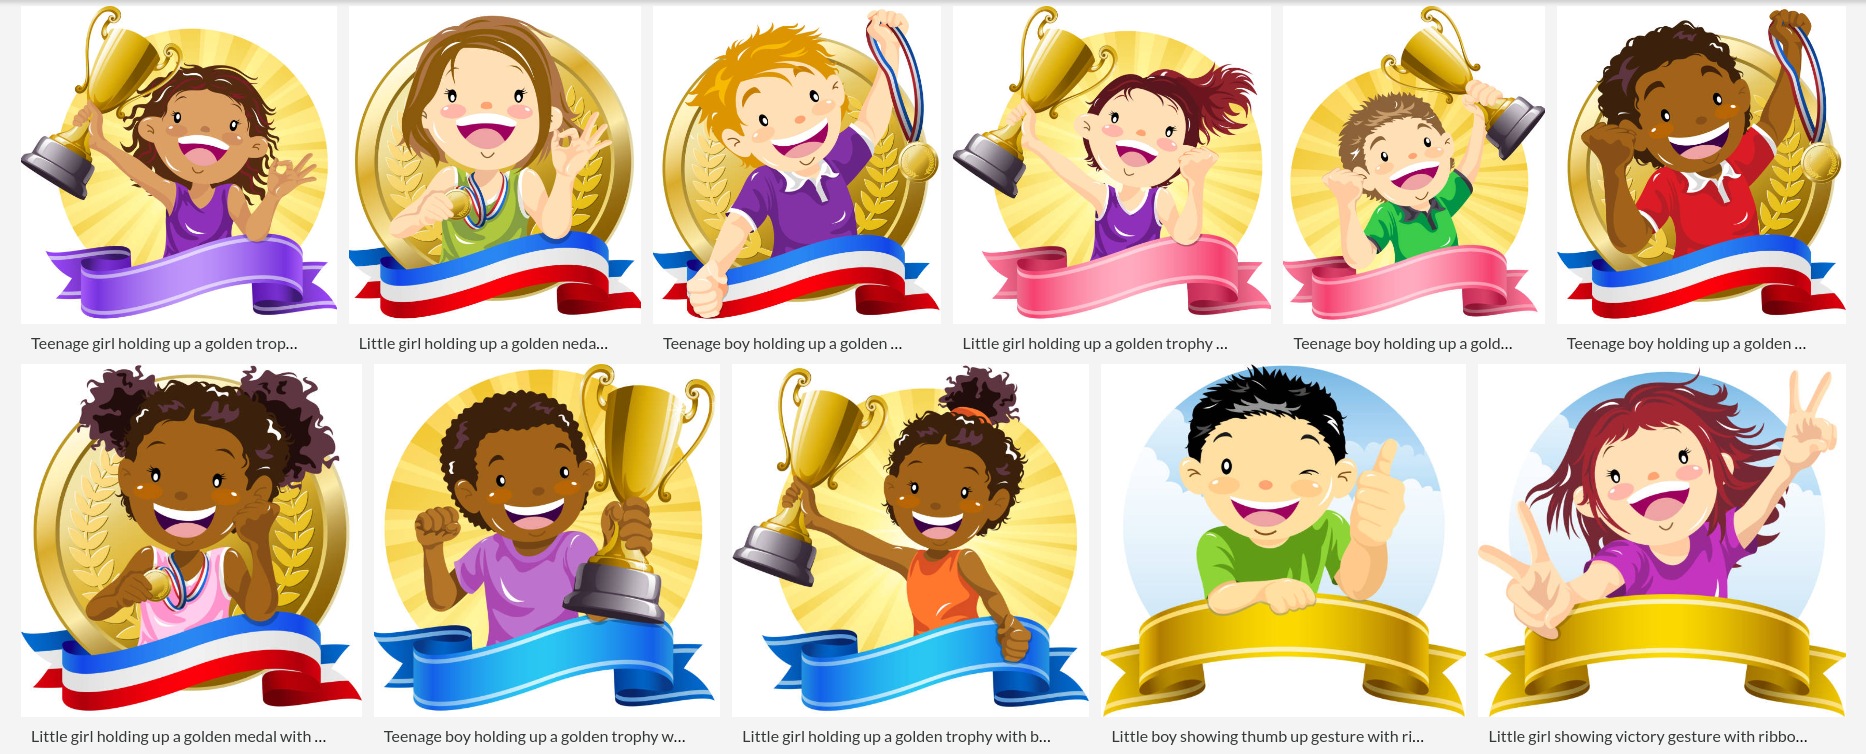 Teenage girl holding up a golden trop...
Little girl holding up a golden neda...
Teenage boy holding up a golden ...
Little girl holding up a golden trophy ...
Teenage boy holding up a gold...
Teenage boy holding up a golden ...
Little girl holding up a golden medal with ...
Teenage boy holding up a golden trophy w...
Little girl holding up a golden trophy with b...
Little boy showing thumb up gesture with ri...
Little girl showing victory gesture with ribbo...